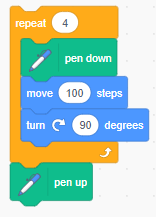 repeat 4
pen down
move 100 steps
turn 90 degrees
pen up